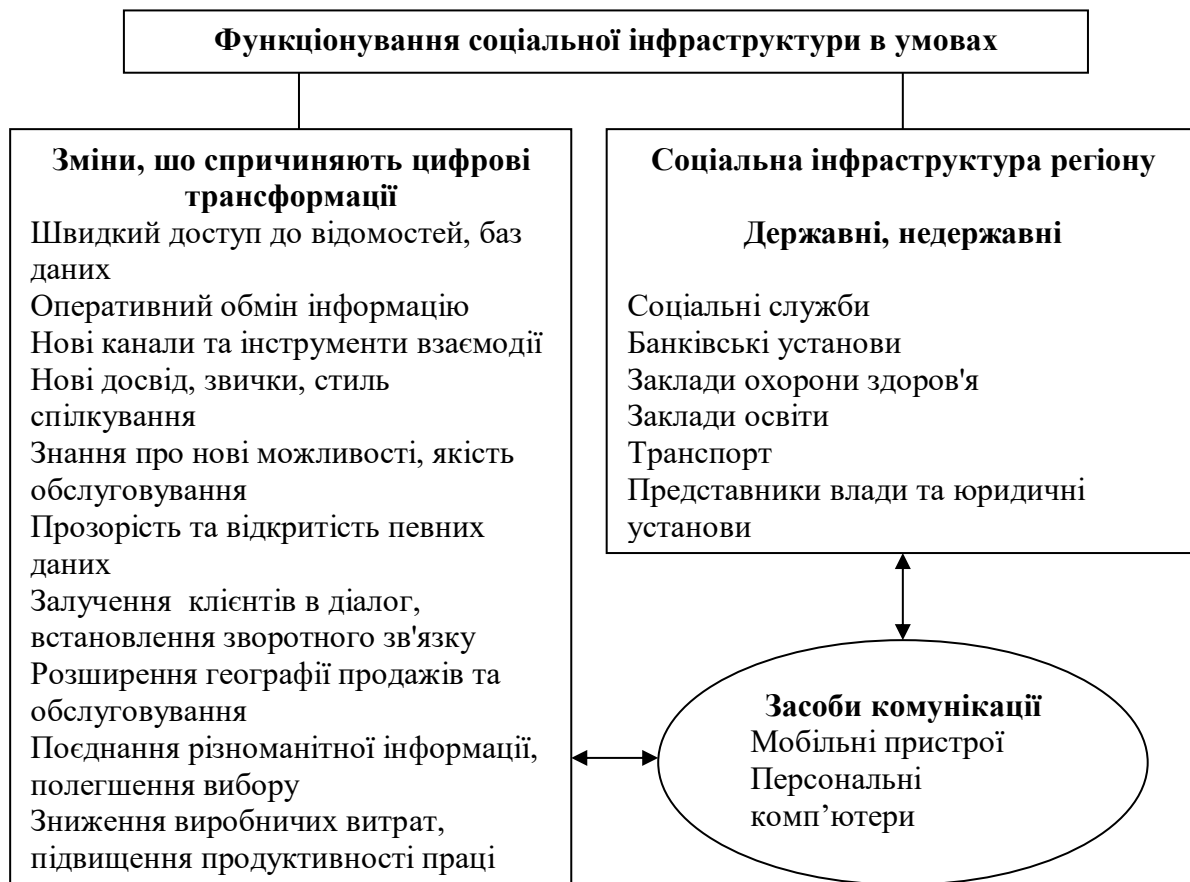 Функціонування соціальної інфраструктури в умовах
Зміни, шо спричиняють цифрові
трансформації
Швидкий доступ до відомостей, баз
даних
Оперативний обмін інформацію
Нові канали та інструменти взаємодії
Нові досвід, звички, стиль
спілкування
Знання про нові можливості, якість
обслуговування
Прозорість та відкритість певних
даних
Залучення клієнтів в діалог,
встановлення зворотного зв'язку
Розширення географії продажів та
обслуговування
Поєднання різноманітної інформації,
полегшення вибору
Зниження виробничих витрат,
підвищення продуктивності праці
Соціальна інфраструктура регіону
Державні, недержавні
Соціальні служби
Банківські установи
Заклади охорони здоров'я
Заклади освіти
Транспорт
Представники влади та юридичні
установи
Засоби комунікації
Мобільні пристрої
Персональні
комп’ютери